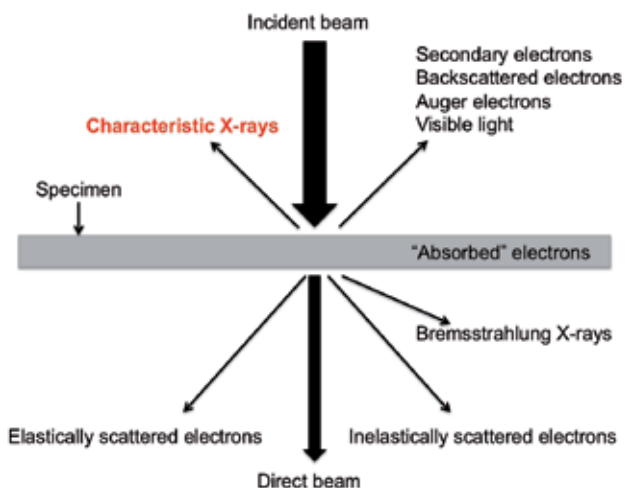 Incident beam
Secondary electrons
Backscattered electrons
Auger electrons
Visible light
Characteristic X-rays
Specimen
"Absorbed" electrons
Bremsstrahlung X-rays
Elastically scattered electrons
Inelastically scattered electrons
Direct beam